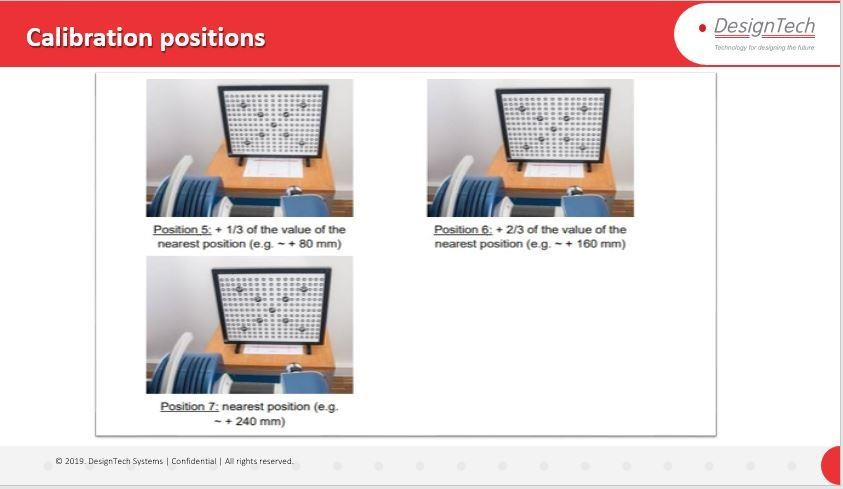 Calibration positions
DesignTech
Technology for designing the future
Position 5: + 1/3 of the value of the
nearest position (e.g. ~ + 80 mm)
Position 6: + 2/3 of the value of the
nearest position (e.g. ~ + 160 mm)
Position 7: nearest position (e.g.
~ + 240 mm)
© 2019. DesignTech Systems | Confidential | All rights reserved.